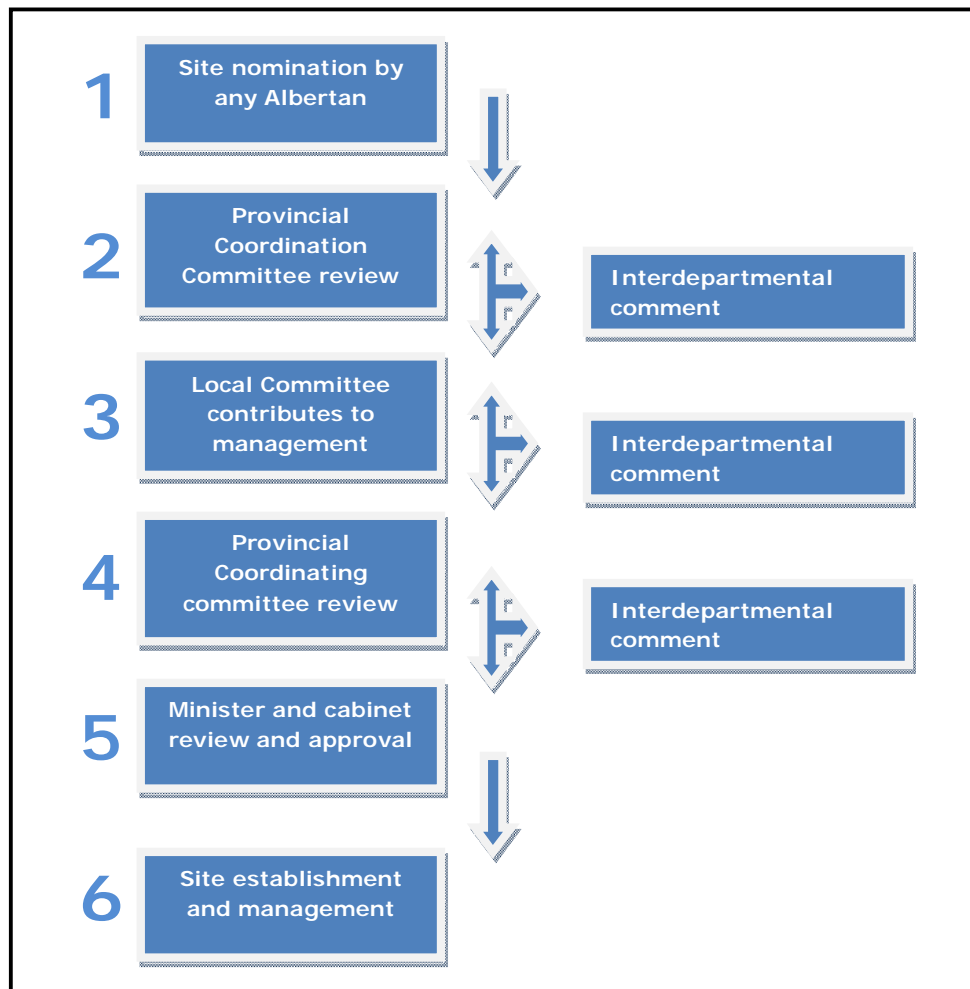 1
Site nomination by
any Albertan
2
Provincial
Coordination
Committee review
Interdepartmental
comment
3
Local Committee
contributes to
management
Interdepartmental
comment
4
Provincial
Coordinating
committee review
Interdepartmental
comment
5
Minister and cabinet
review and approval
6
Site establishment
and management